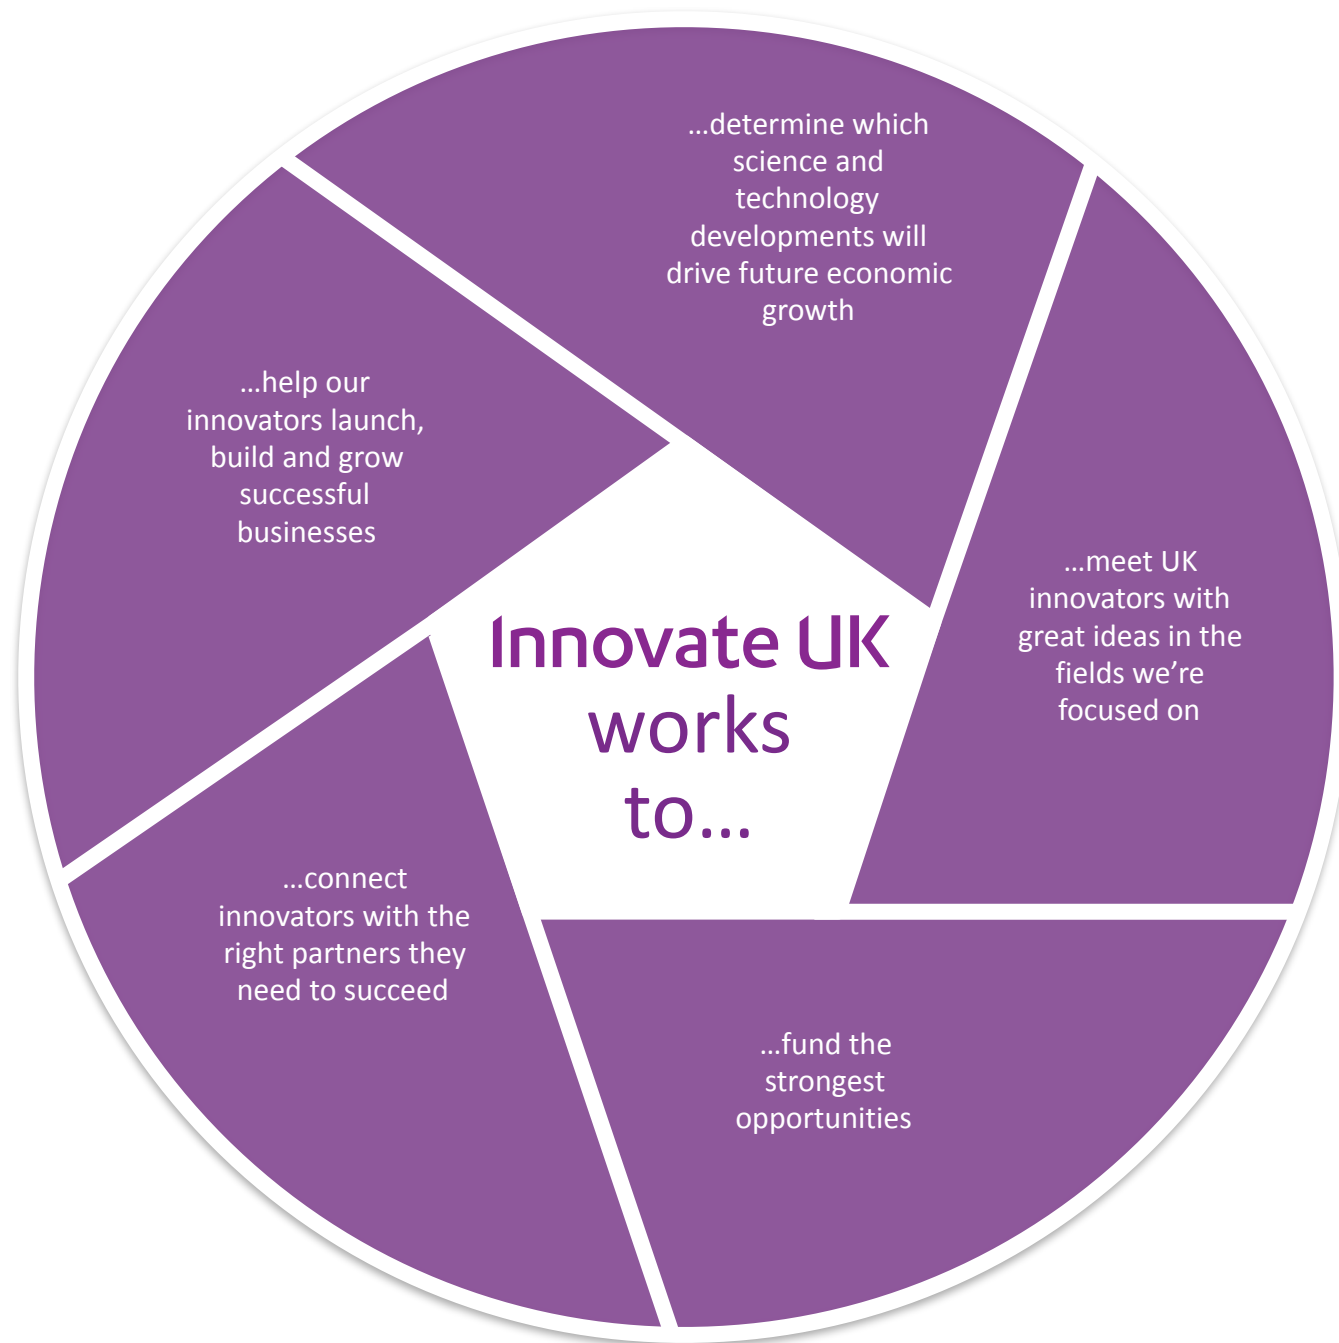 Innovate UK
works
to...
...determine which
science and
technology
developments will
drive future economic
growth
...meet UK
innovators with
great ideas in the
fields we’re
focused on
...fund the
strongest
opportunities
...connect
innovators with the
right partners they
need to succeed
...help our
innovators launch,
build and grow
successful
businesses